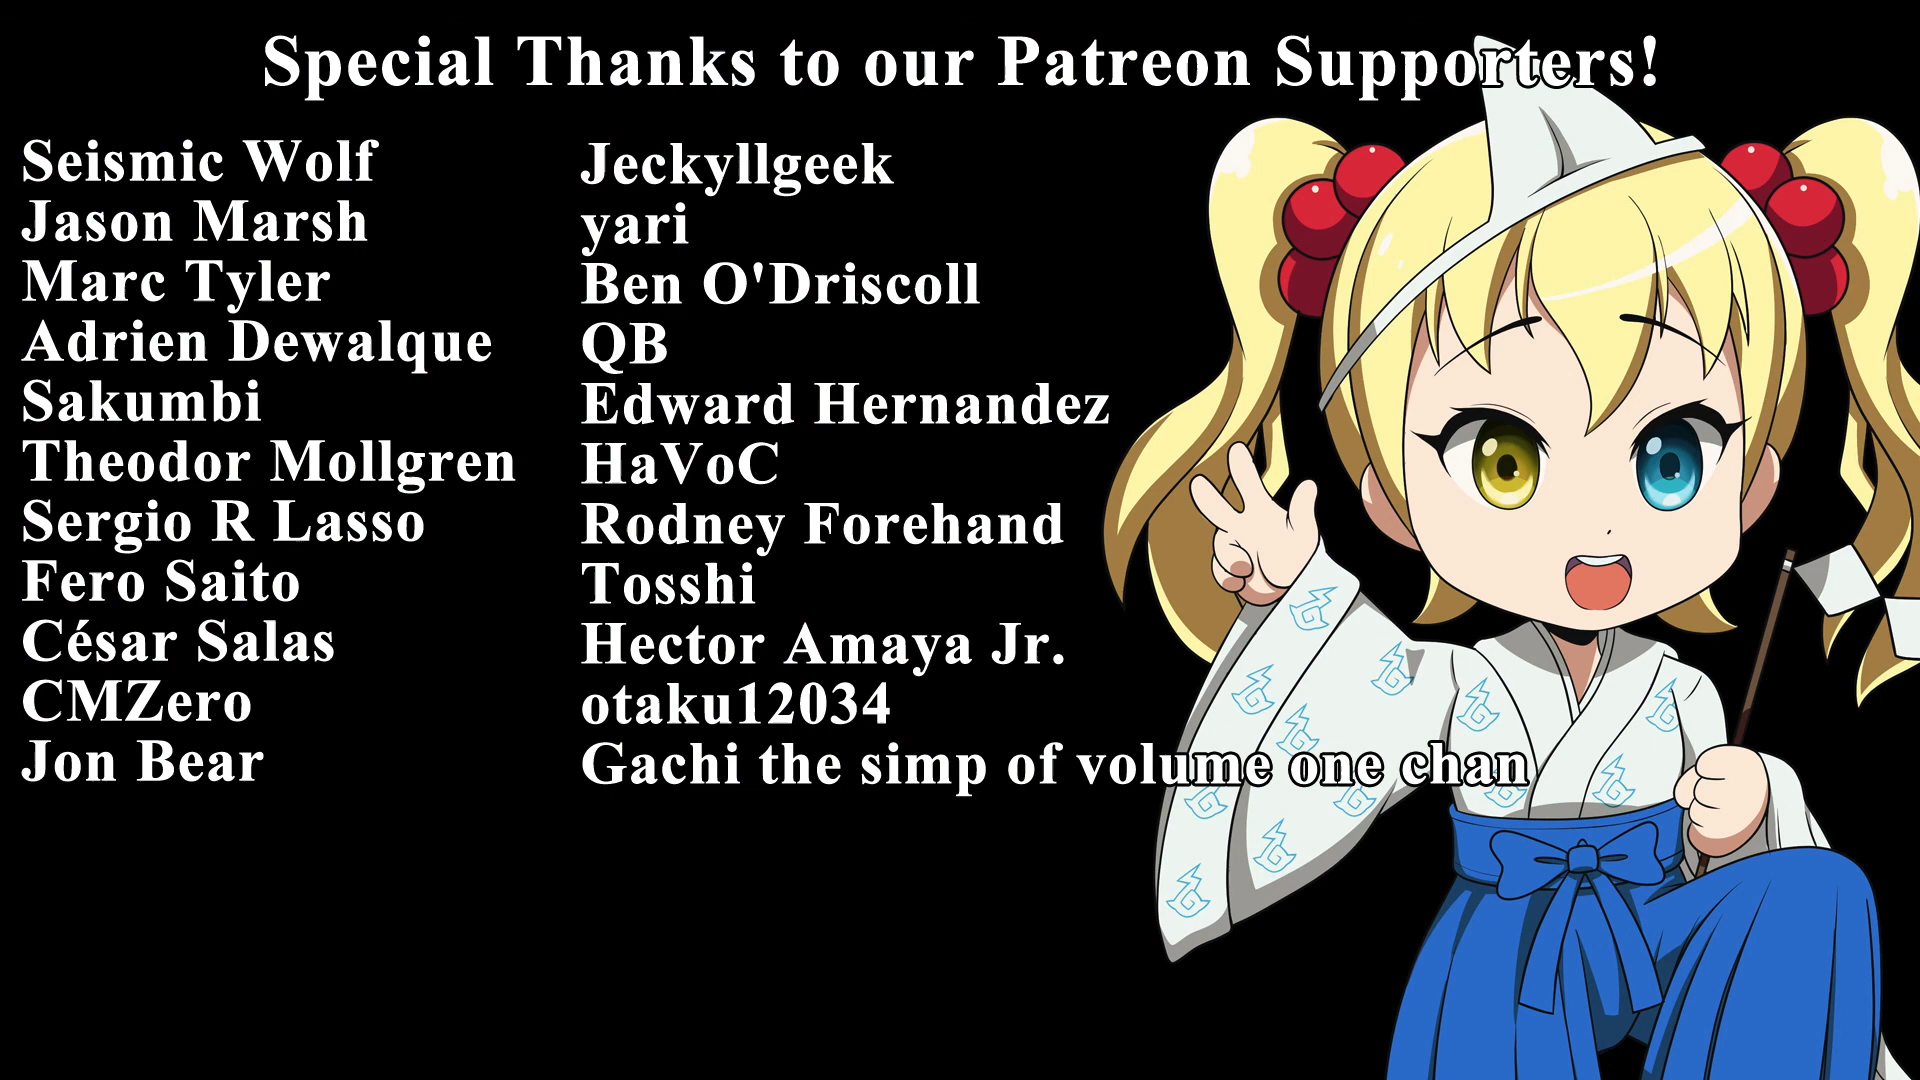 Special Thanks to our Patreon Supporters!
Seismic Wolf
Jason Marsh
Marc Tyler
Adrien Dewalque
Sakumbi
Theodor Mollgren
Sergio R Lasso
Fero Saito
César Salas
CMZero
Jon Bear
Jeckyllgeek
yari
Ben O'Driscoll
QB
Edward Hernandez
HaVoC
Rodney Forehand
Tosshi
Hector Amaya Jr.
otaku12034
Gachi the simp of volume one chan